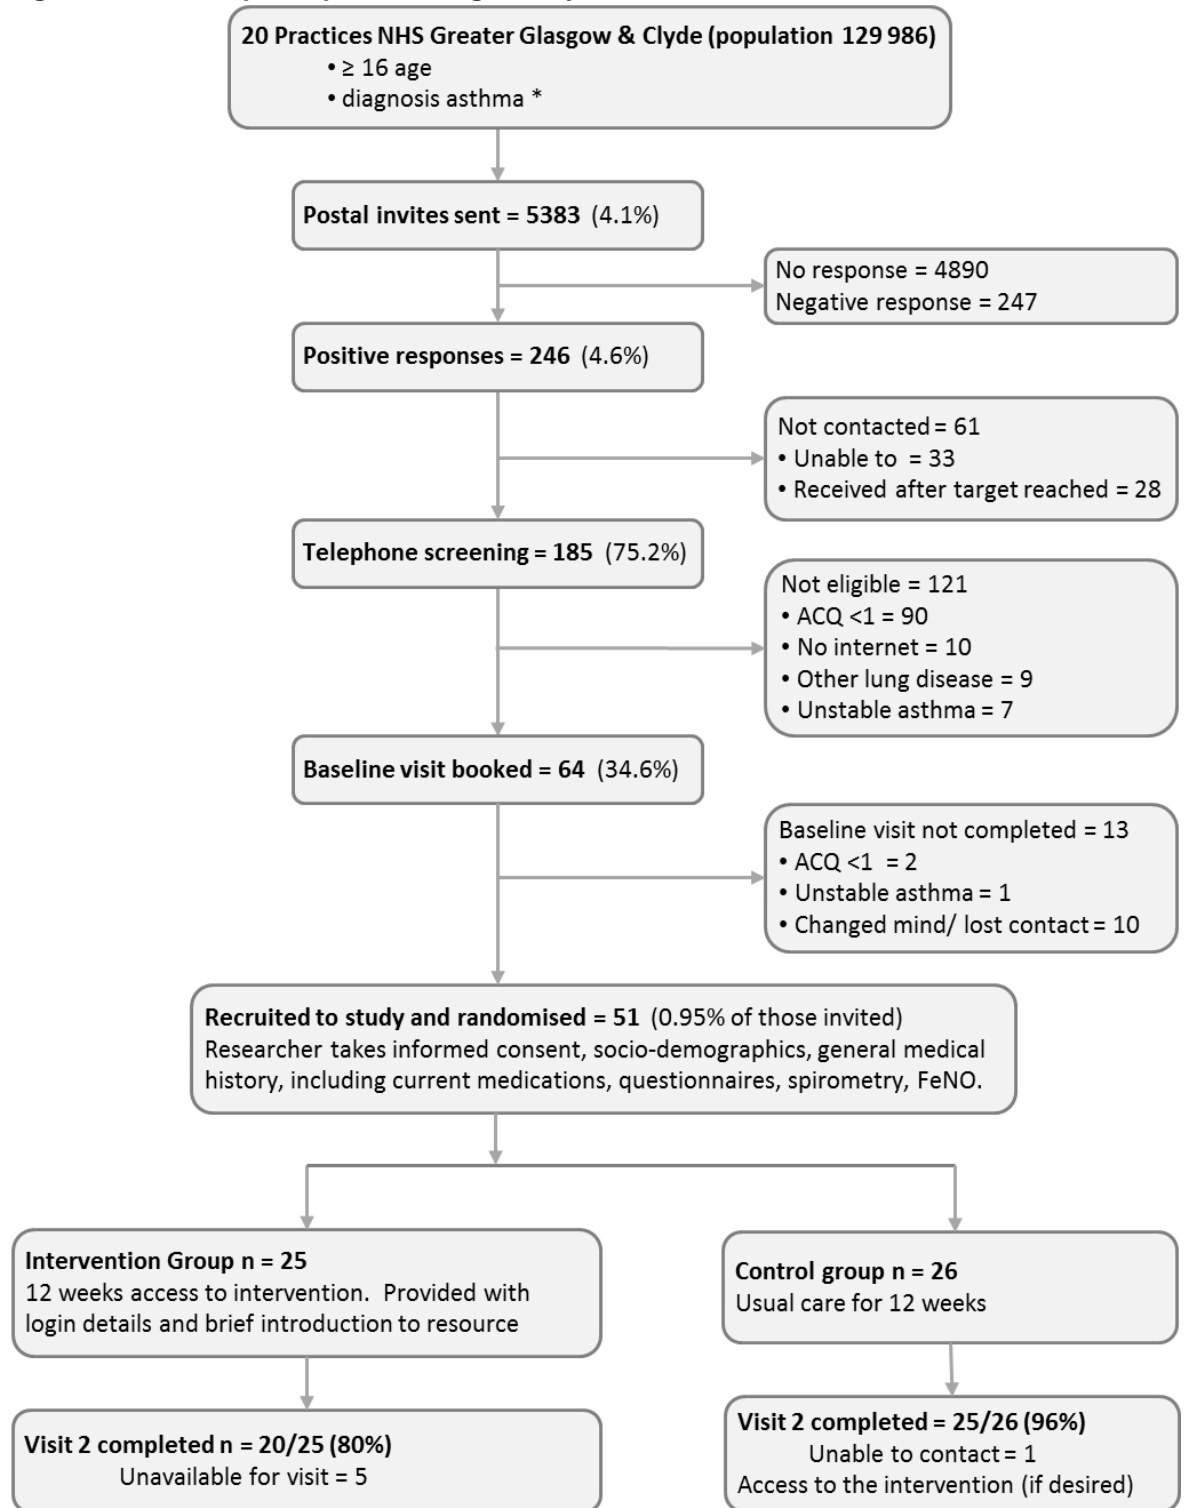 20 Practices NHS Greater Glasgow & Clyde (population 129 986)
• ≥ 16 age
• diagnosis asthma *
Postal invites sent = 5383 (4.1%)
No response = 4890
Negative response = 247
Positive responses = 246 (4.6%)
Not contacted = 61
• Unable to = 33
• Received after target reached = 28
Telephone screening = 185 (75.2%)
Not eligible = 121
• ACQ <1 = 90
• No internet = 10
• Other lung disease = 9
• Unstable asthma = 7
Baseline visit booked = 64 (34.6%)
Baseline visit not completed = 13
• ACQ <1 = 2
• Unstable asthma = 1
• Changed mind/ lost contact = 10
Recruited to study and randomised = 51 (0.95% of those invited)
Researcher takes informed consent, socio-demographics, general medical
history, including current medications, questionnaires, spirometry, FeNO.
Intervention Group n = 25
12 weeks access to intervention. Provided with
login details and brief introduction to resource
Control group n = 26
Usual care for 12 weeks
Visit 2 completed n = 20/25 (80%)
Unavailable for visit = 5
Visit 2 completed = 25/26 (96%)
Unable to contact = 1
Access to the intervention (if desired)